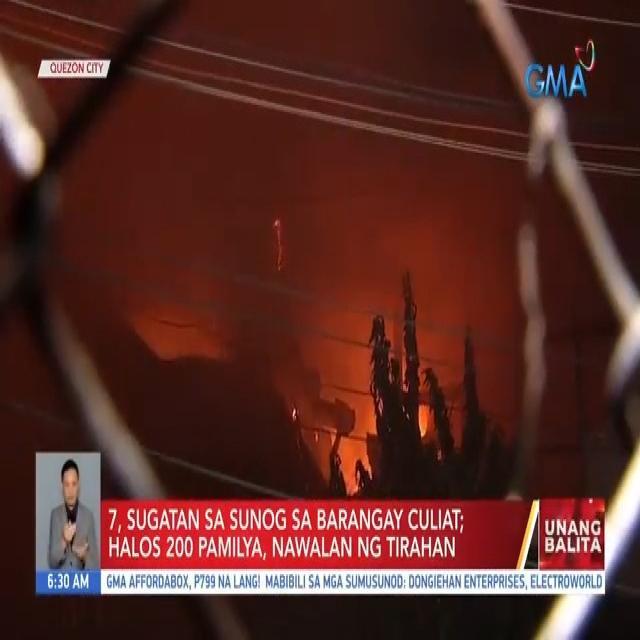 QUEZON CITY
GMA
7, SUGATAN SA SUNOG SA BARANGAY CULIAT;
HALOS 200 PAMILYA, NAWALAN NG TIRAHAN
UNANG
BALITA
6:30 AM GMA AFFORDABOX, P799 NA LANG! MABIBILI SA MGA SUMUSUNOD: DONGIEHAN ENTERPRISES, ELECTROWORLD